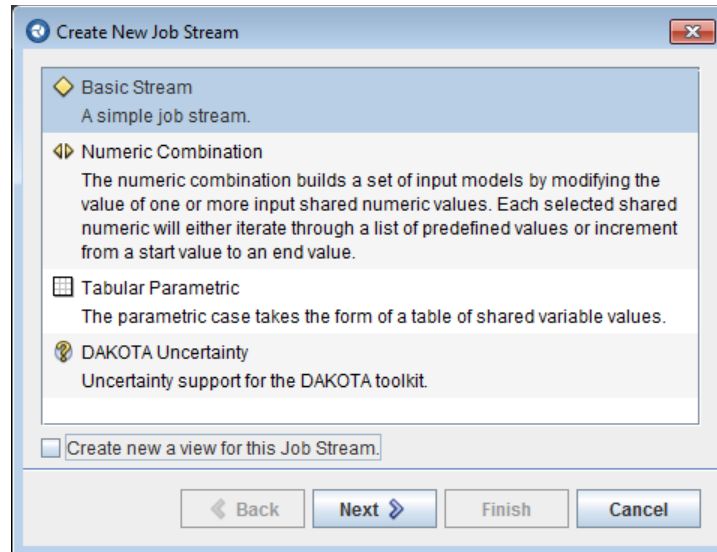 Create New Job Stream
Basic Stream
A simple job stream.
Numeric Combination
The numeric combination builds a set of input models by modifying the
value of one or more input shared numeric values. Each selected shared
numeric will either iterate through a list of predefined values or increment
from a start value to an end value.
Tabular Parametric
The parametric case takes the form of a table of shared variable values.
DAKOTA Uncertainty
Uncertainty support for the DAKOTA toolkit.
Create new a view for this Job Stream.
Back Next Finish Cancel